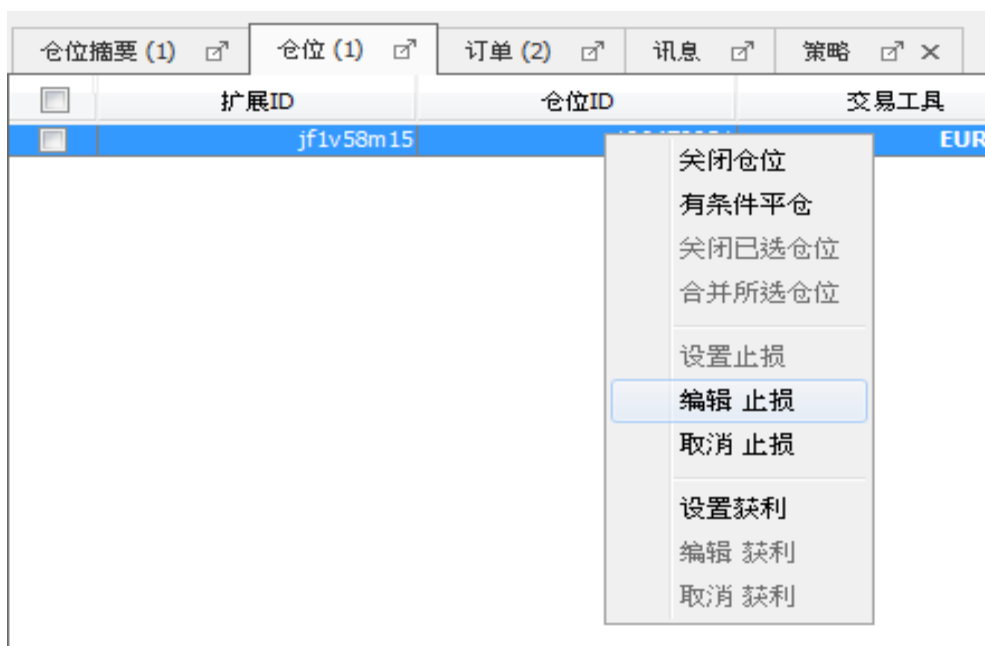 仓位摘要 (1) 仓位 (1) 订单 (2) 讯息 策略
扩展ID 仓位ID 交易工具
jf1v58m15 EUR
关闭仓位
有条件平仓
关闭已选仓位
合并所选仓位
设置止损
编辑 止损
取消 止损
设置获利
编辑 获利
取消 获利